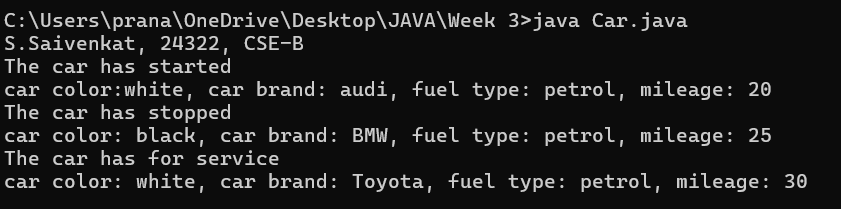 C:\Users\prana\OneDrive\Desktop\JAVA\Week 3>java Car.java
S.Saivenkat, 24322, CSE-B
The car has started
car color:white, car brand: audi, fuel type: petrol, mileage: 20
The car has stopped
car color: black, car brand: BMW, fuel type: petrol, mileage: 25
The car has for service
car color: white, car brand: Toyota, fuel type: petrol, mileage: 30